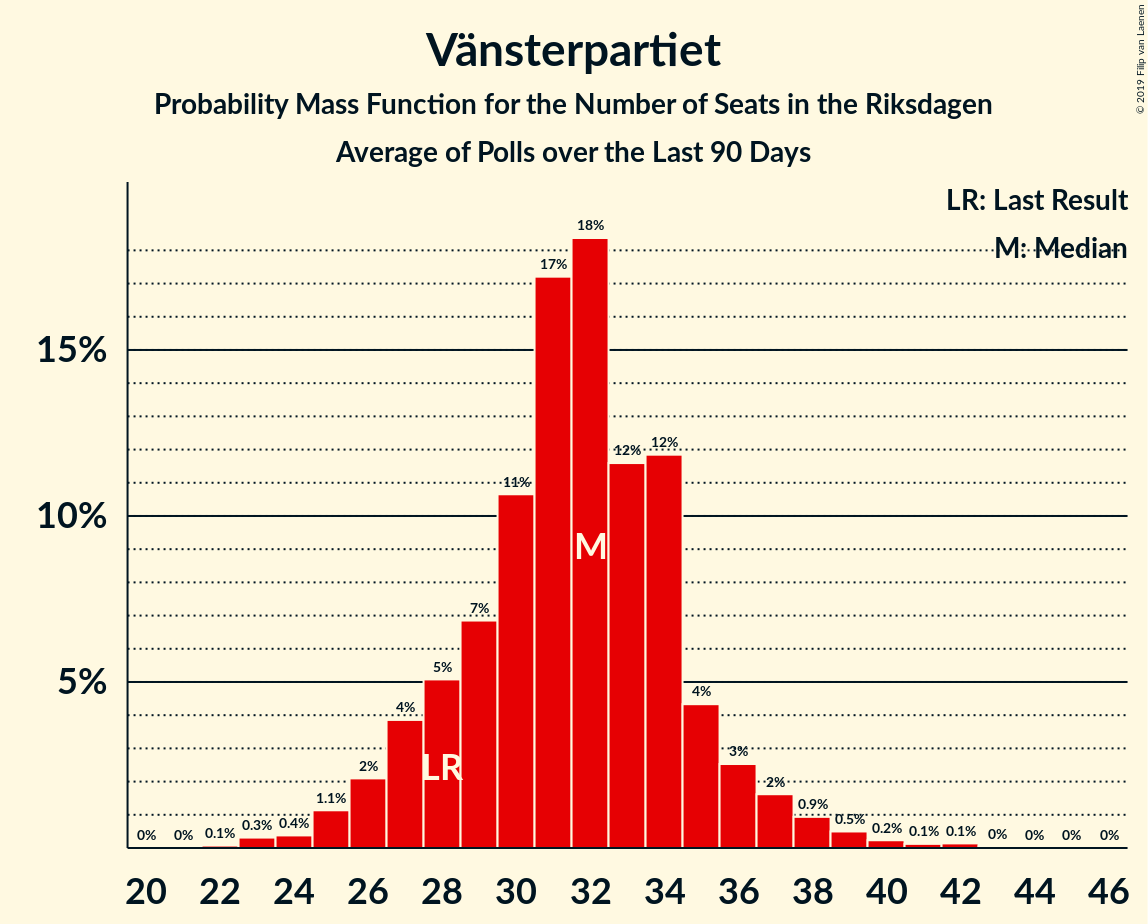 Vänsterpartiet
Probability Mass Function for the Number of Seats in the Riksdagen
Average of Polls over the Last 90 Days
© 2019 Filip van Laenen
LR: Last Result
M: Median
15%
10%
5%
0% 0% 0.1% 0.3% 0.4% 1.1% 2% 4% 5% 7% 11% 17% 18% 12% 12% 4% 3% 2% 0.9% 0.5% 0.2% 0.1% 0.1% 0% 0% 0% 0%
LR
M
20 22 24 26 28 30 32 34 36 38 40 42 44 46